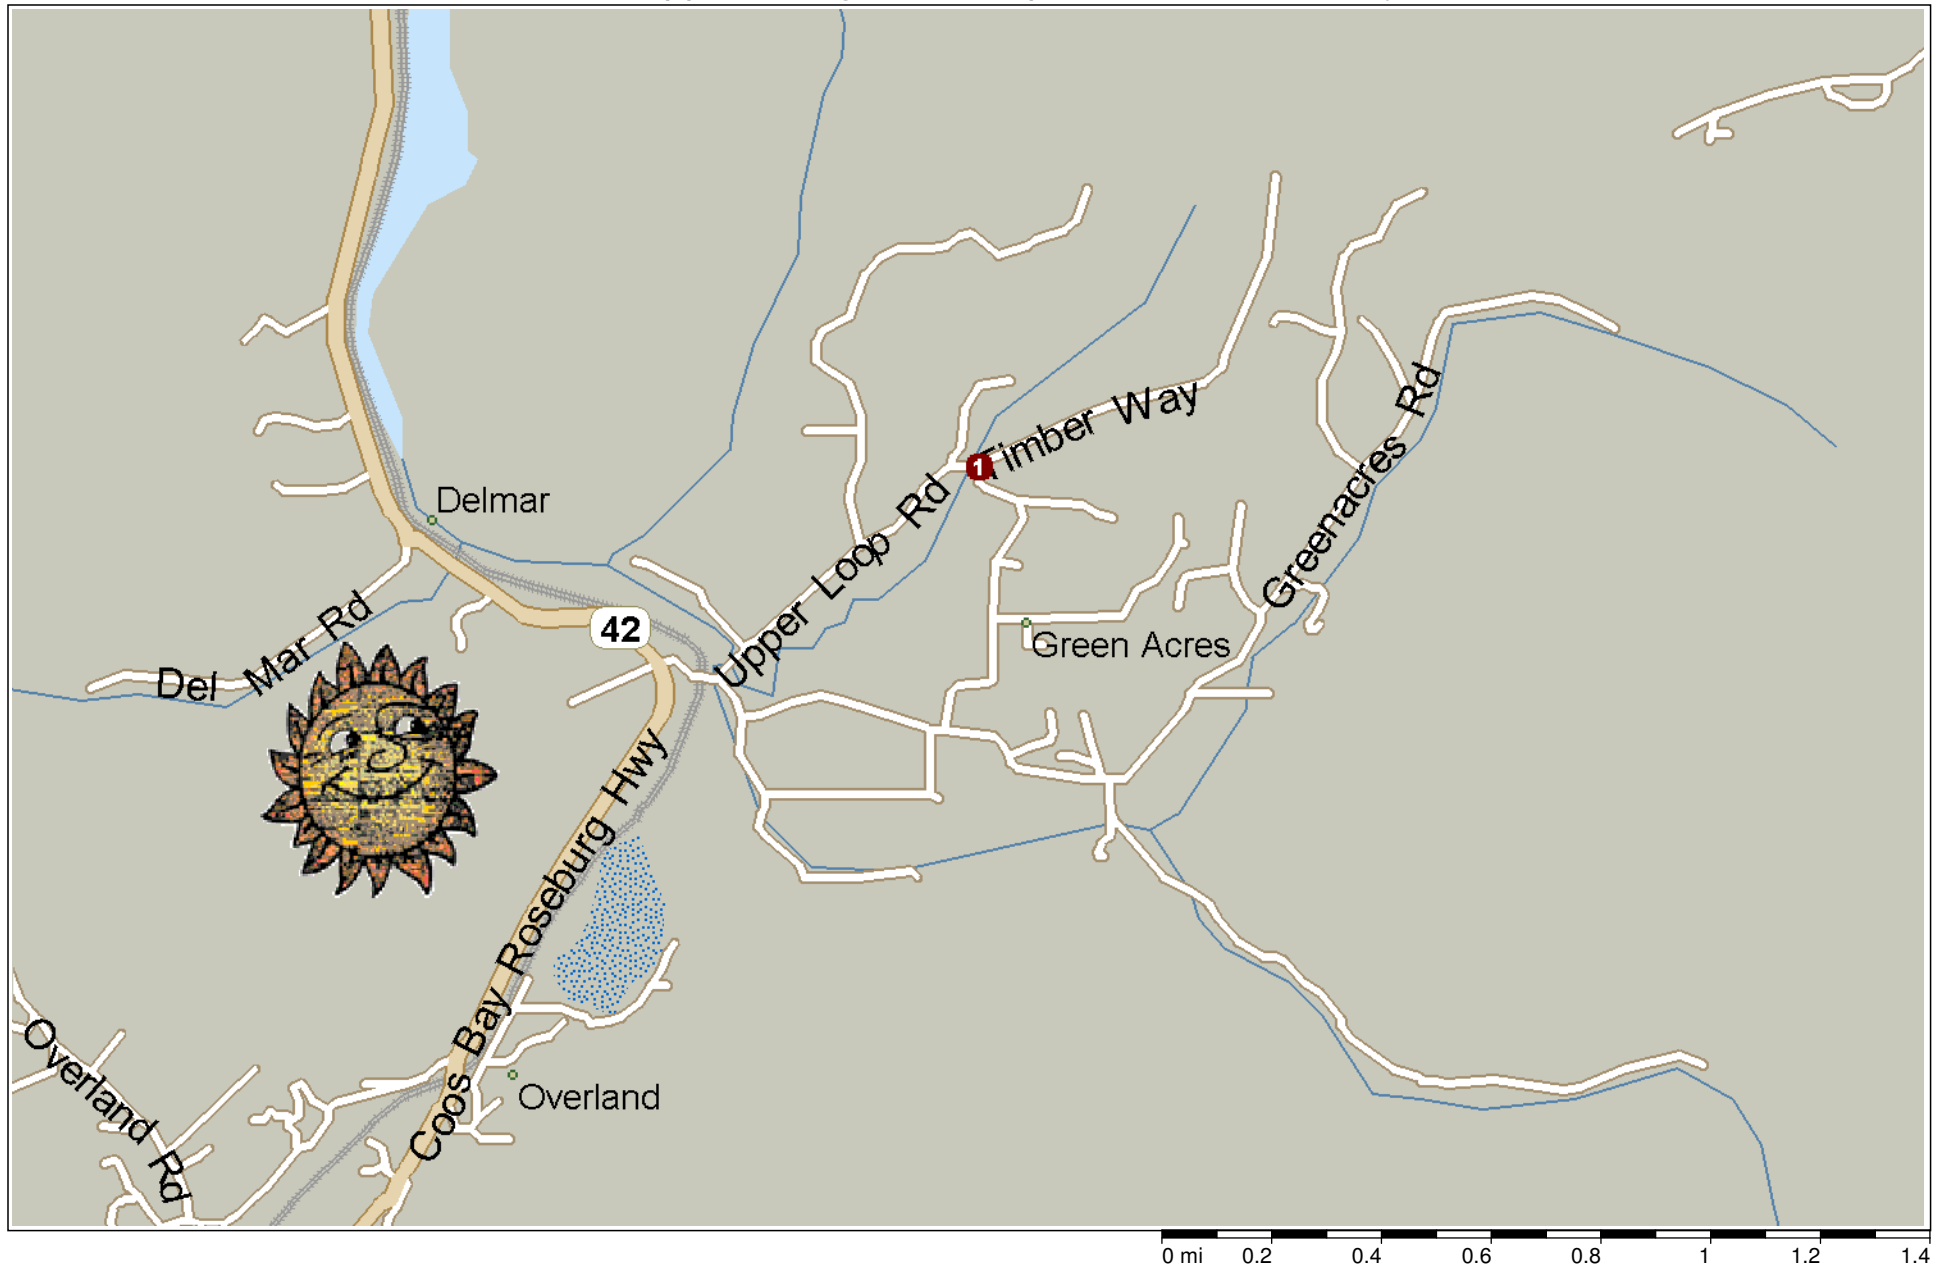 Timber Way
Greenacres Rd
1
Delmar
Upper Loop Rd
Del Mar Rd
42
Green Acres
Coos Bay Roseburg Hwy
Overland Rd
Overland
0 mi 0.2 0.4 0.6 0.8 1 1.2 1.4